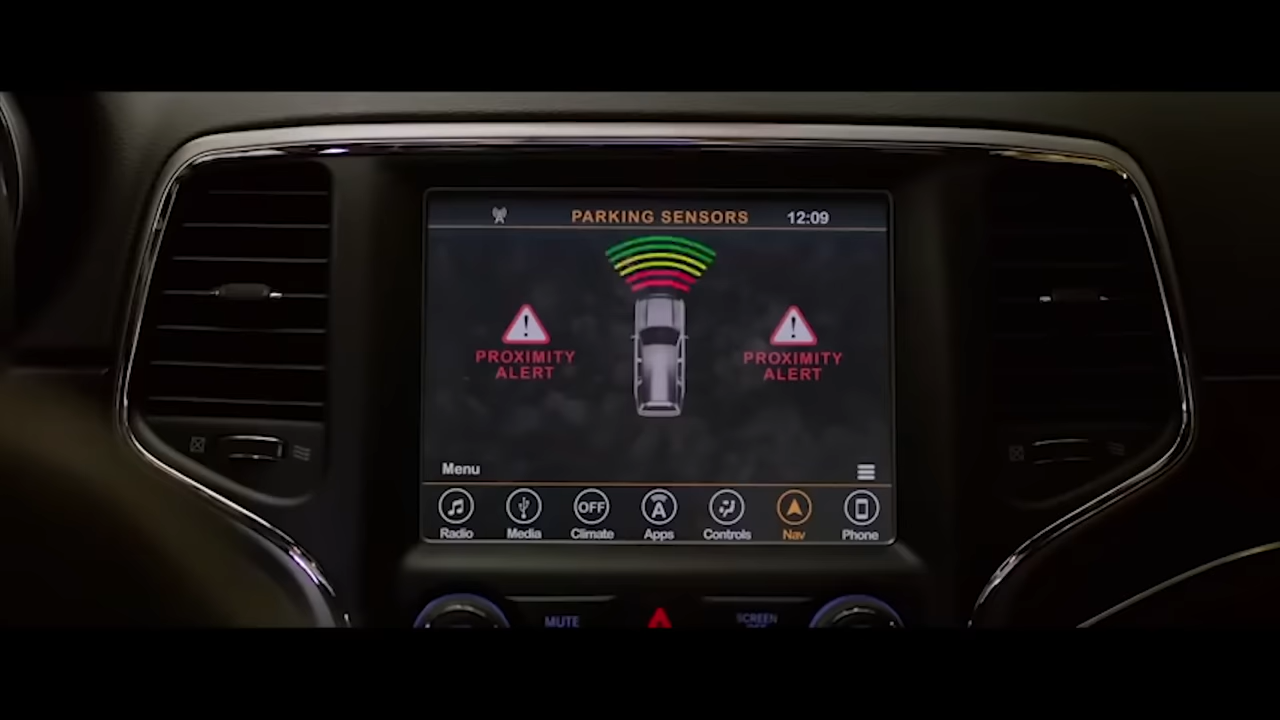 PARKING SENSORS 12:09
! !
PROXIMITY PROXIMITY
ALERT ALERT
Menu
Radio Media OFF Climate A Apps Controls Nav Phone
MUTE SCREEN
OFF